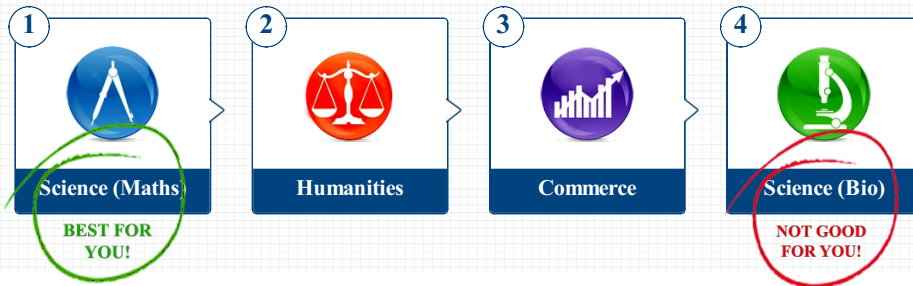 1
2
3
4
Science (Maths)
Humanities
Commerce
Science (Bio)
BEST FOR
YOU!
NOT GOOD
FOR YOU!